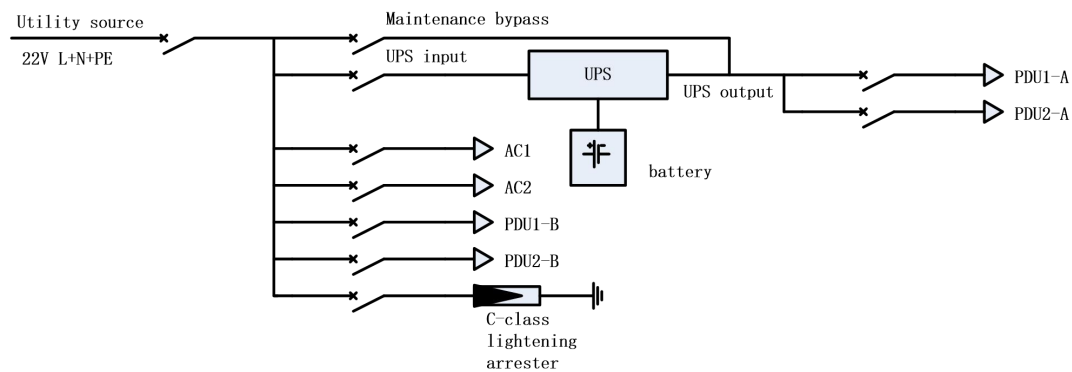 Utility source
22V L+N+PE
Maintenance bypass
UPS input
UPS
UPS output
PDU1-A
PDU2-A
battery
AC1
AC2
PDU1-B
PDU2-B
C-class
lightening
arrester